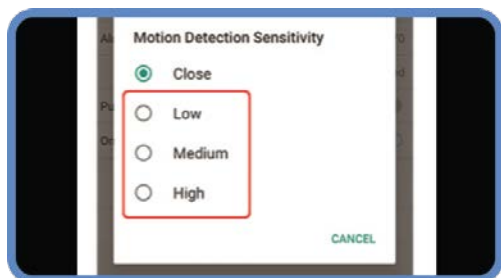 Motion Detection Sensitivity
Close
Low
Medium
High
CANCEL